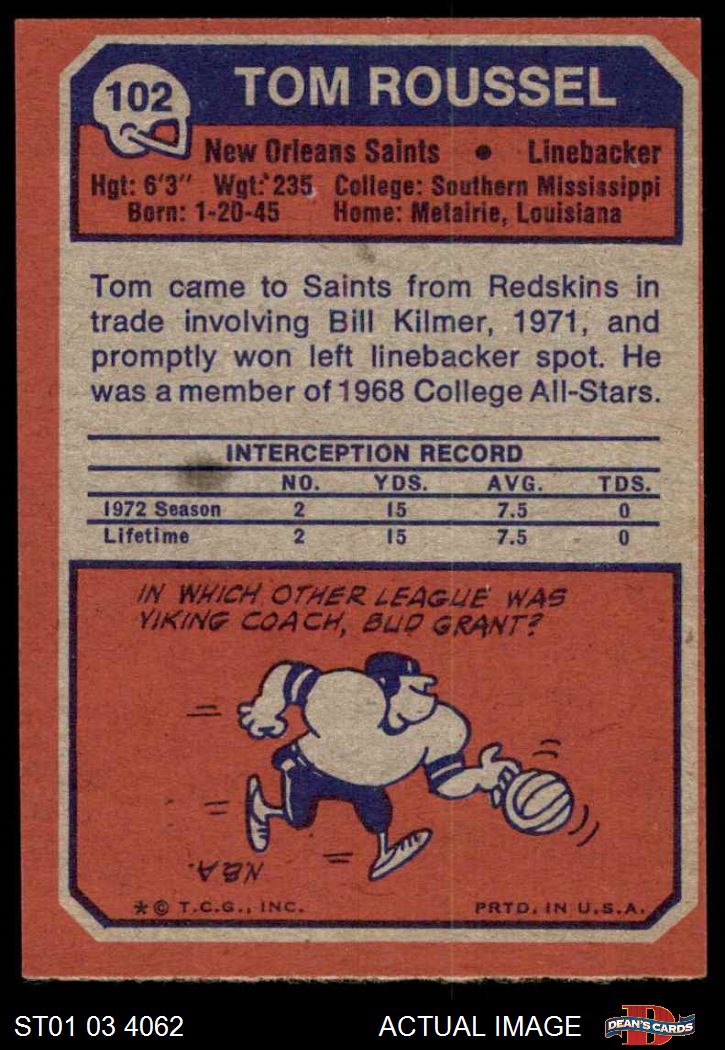 102
TOM ROUSSEL
New Orleans Saints • Linebacker
Hgt: 6'3" Wgt: 235 College: Southern Mississippi
Born: 1-20-45 Home: Metairie, Louisiana
Tom came to Saints from Redskins in
trade involving Bill Kilmer, 1971, and
promptly won left linebacker spot. He
was a member of 1968 College All-Stars.
INTERCEPTION RECORD
NO. YDS. AVG. TDS.
1972 Season 2 15 7.5 0
Lifetime 2 15 7.5 0
IN WHICH OTHER LEAGUE WAS
VIKING COACH, BUD GRANT?
N.B.A.
* © T.C.G., INC. PRTD. IN U.S.A.
ST01 03 4062 ACTUAL IMAGE
D
DEAN'S CARDS